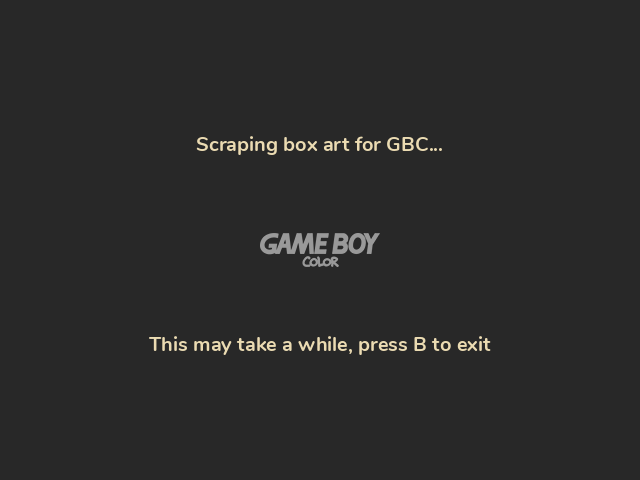 Scraping box art for GBC...
GAME BOY
COLOR
This may take a while, press B to exit